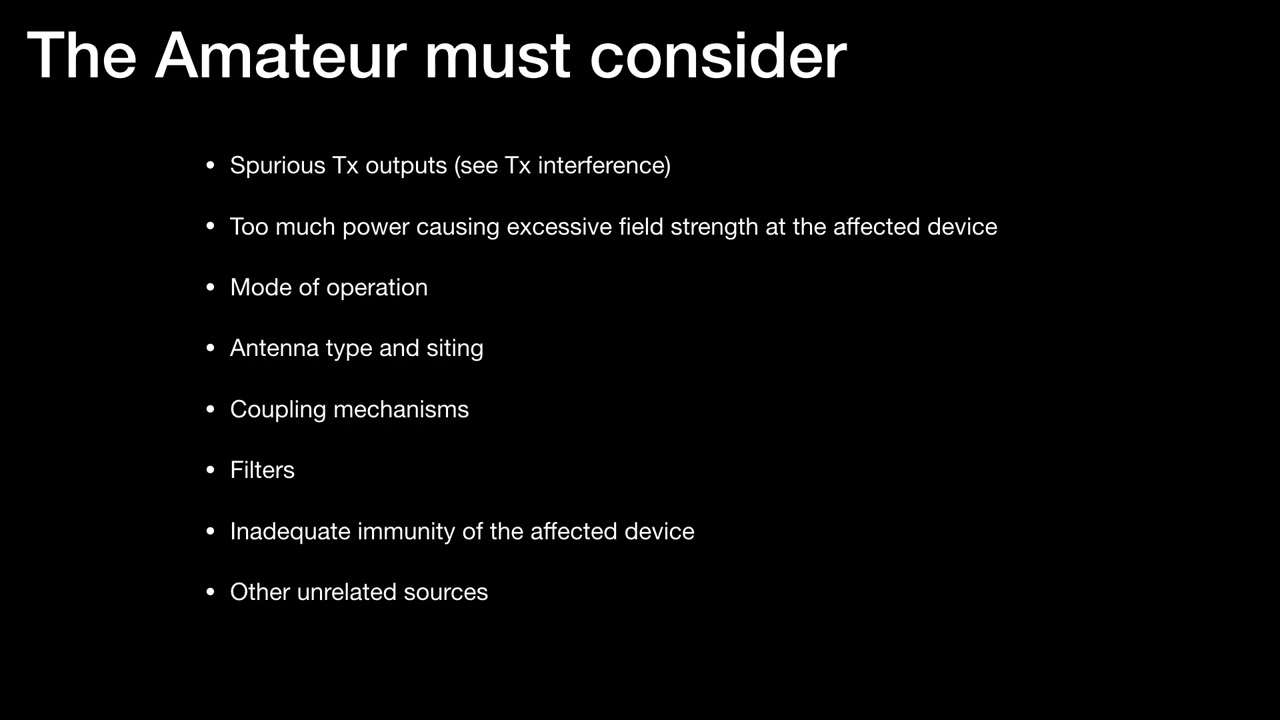 The Amateur must consider
• Spurious Tx outputs (see Tx interference)
• Too much power causing excessive field strength at the affected device
• Mode of operation
• Antenna type and siting
• Coupling mechanisms
• Filters
• Inadequate immunity of the affected device
• Other unrelated sources